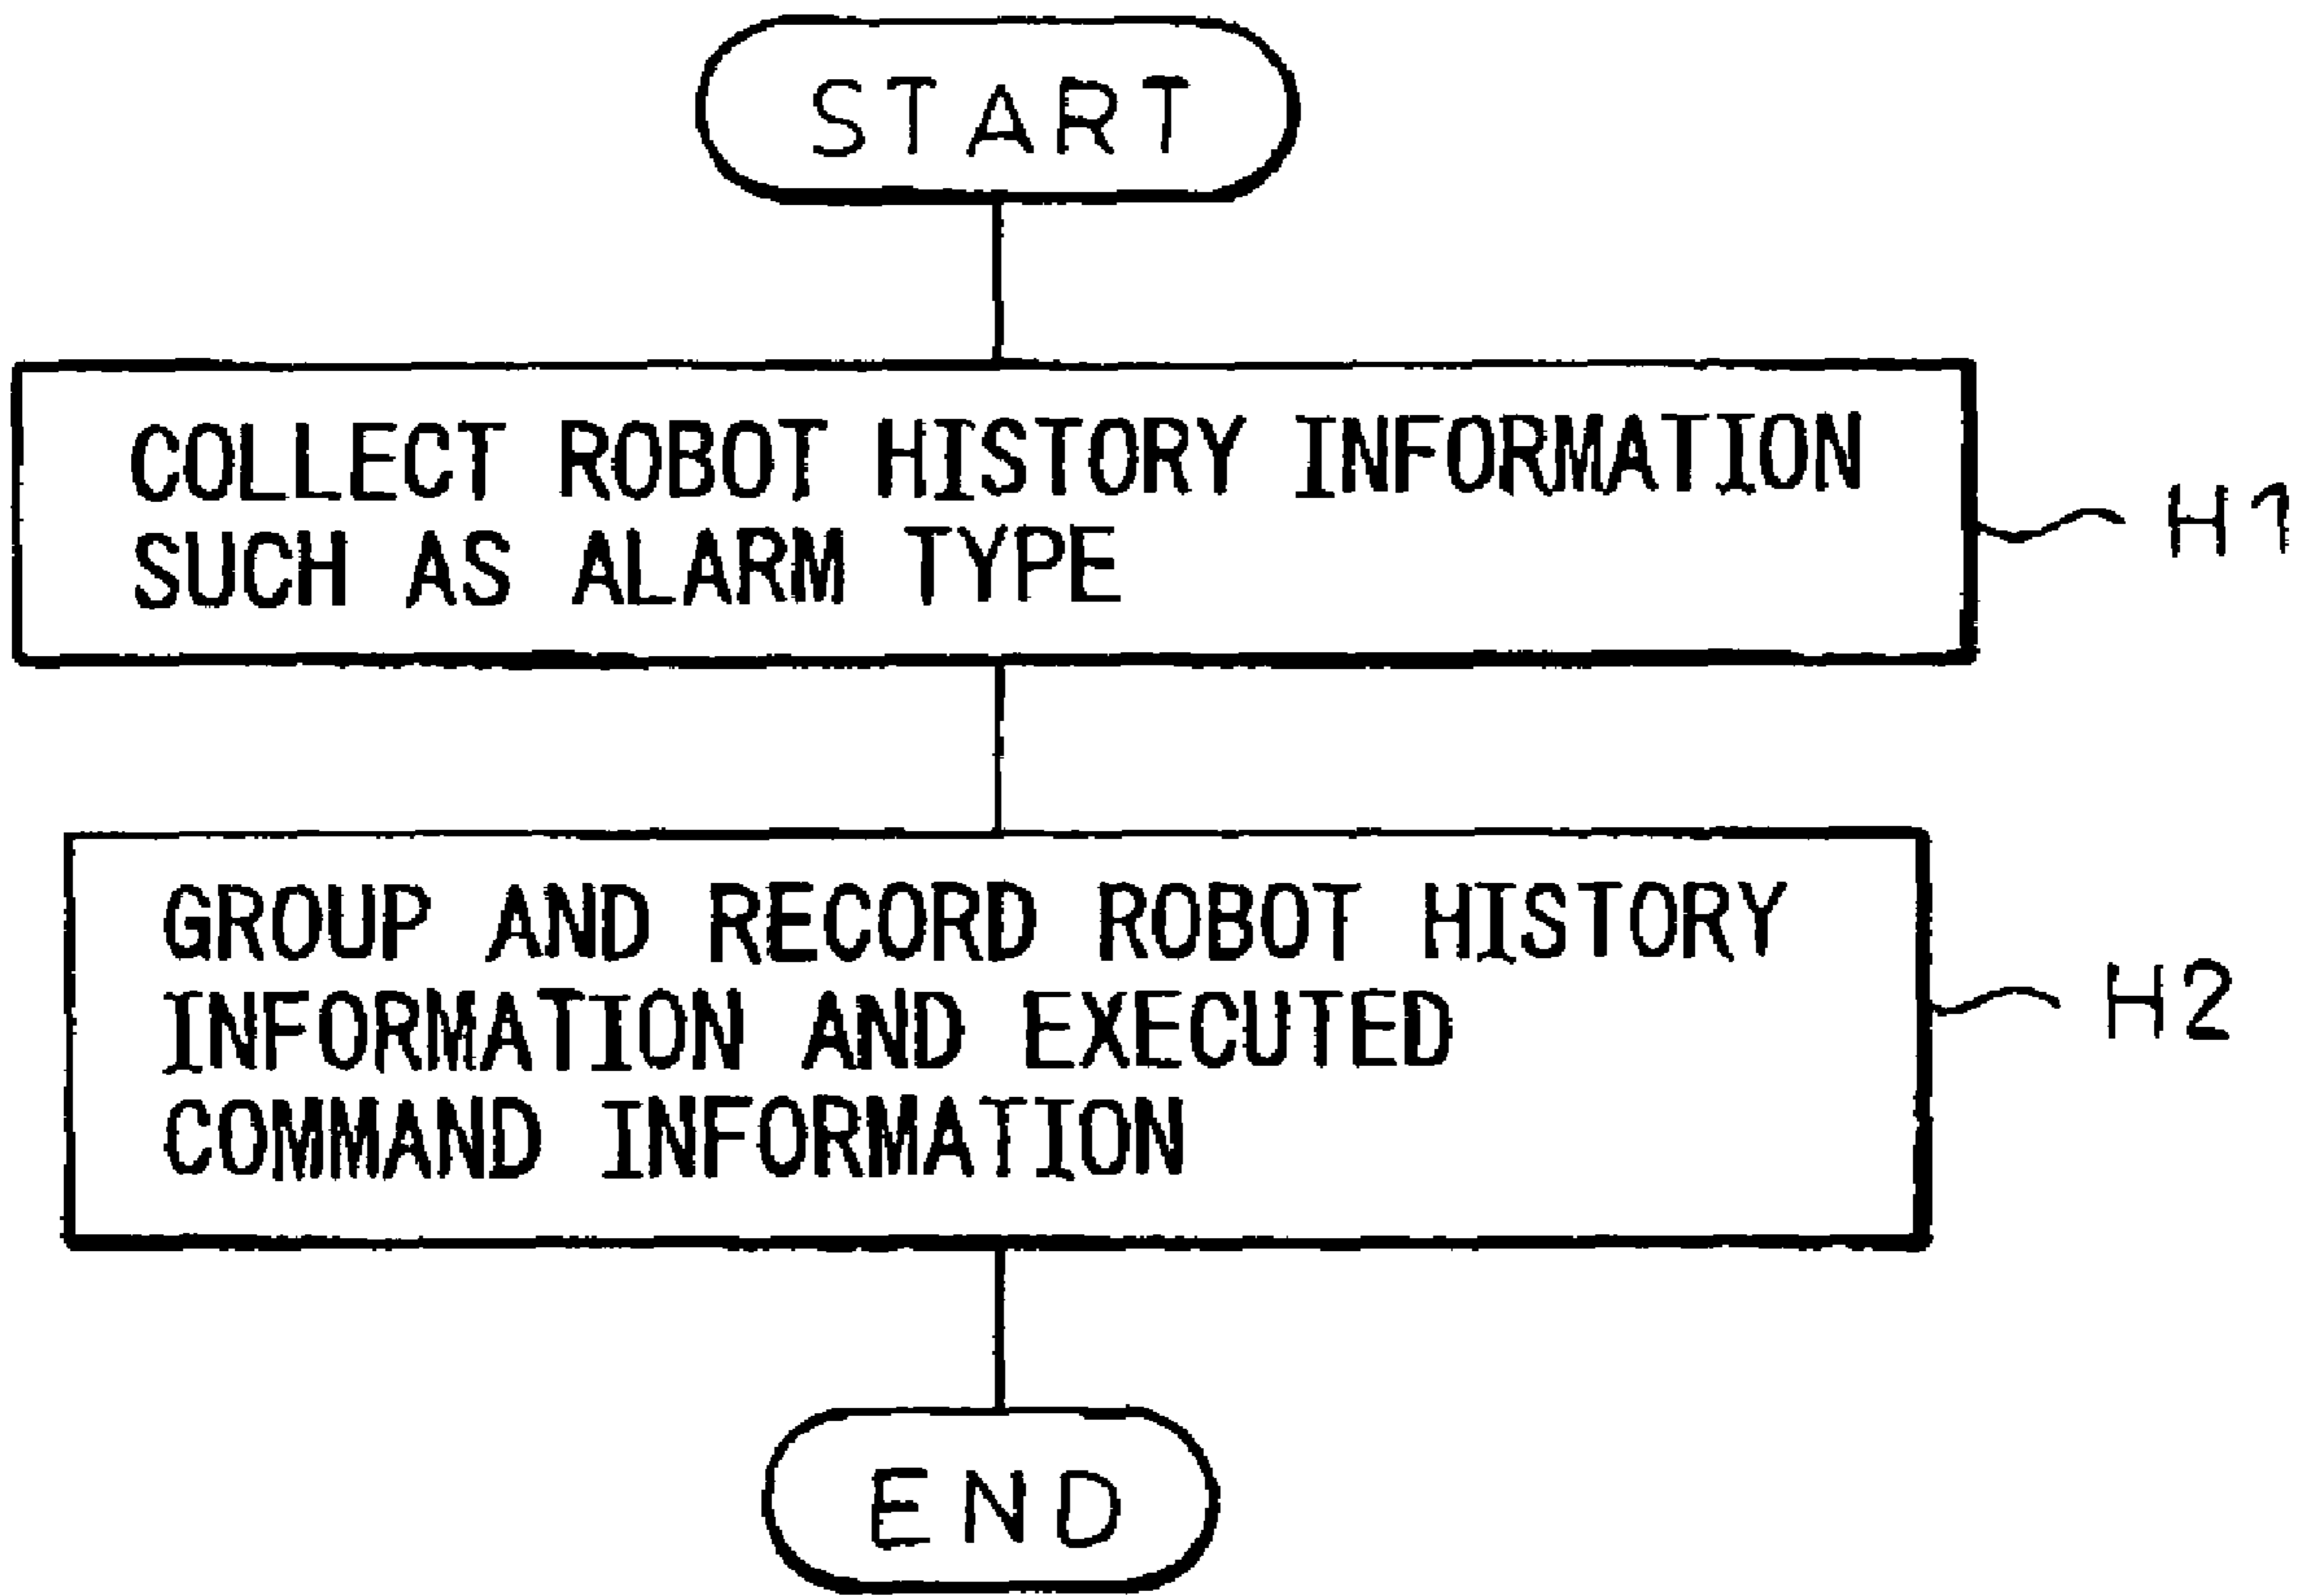 START
COLLECT ROBOT HISTORY INFORMATION
SUCH AS ALARM TYPE
H1
GROUP AND RECORD ROBOT HISTORY
INFORMATION AND EXECUTED
COMMAND INFORMATION
H2
END